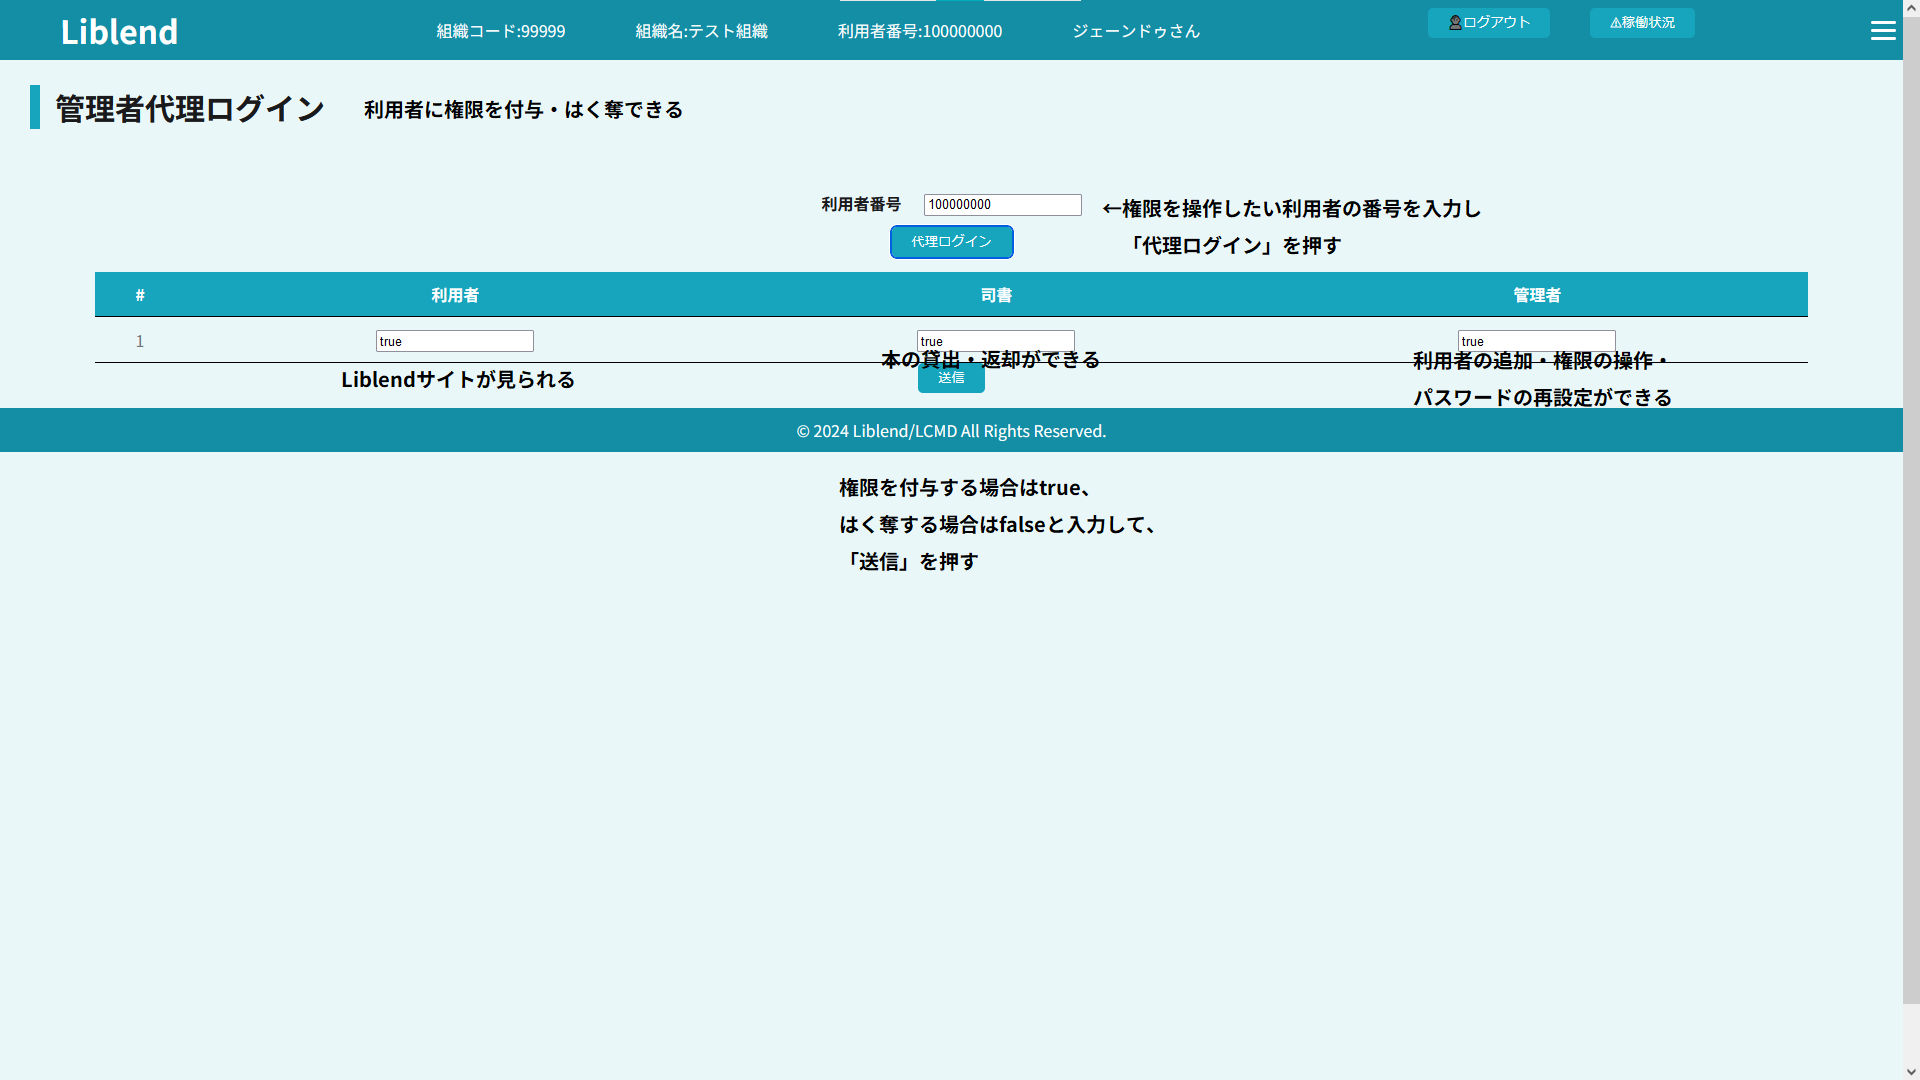 Liblend
組織コード:99999 組織名:テスト組織 利用者番号:100000000 ジェーンドゥさん ログアウト ⚠稼働状況
管理者代理ログイン 利用者に権限を付与・はく奪できる
利用者番号 100000000 ←権限を操作したい利用者の番号を入力し
代理ログイン 「代理ログイン」を押す
# 利用者 司書 管理者
1 true true true
本の貸出・返却ができる 利用者の追加・権限の操作・
Liblendサイトが見られる 送信
パスワードの再設定ができる
© 2024 Liblend/LCMD All Rights Reserved.
権限を付与する場合はtrue、
はく奪する場合はfalseと入力して、
「送信」を押す